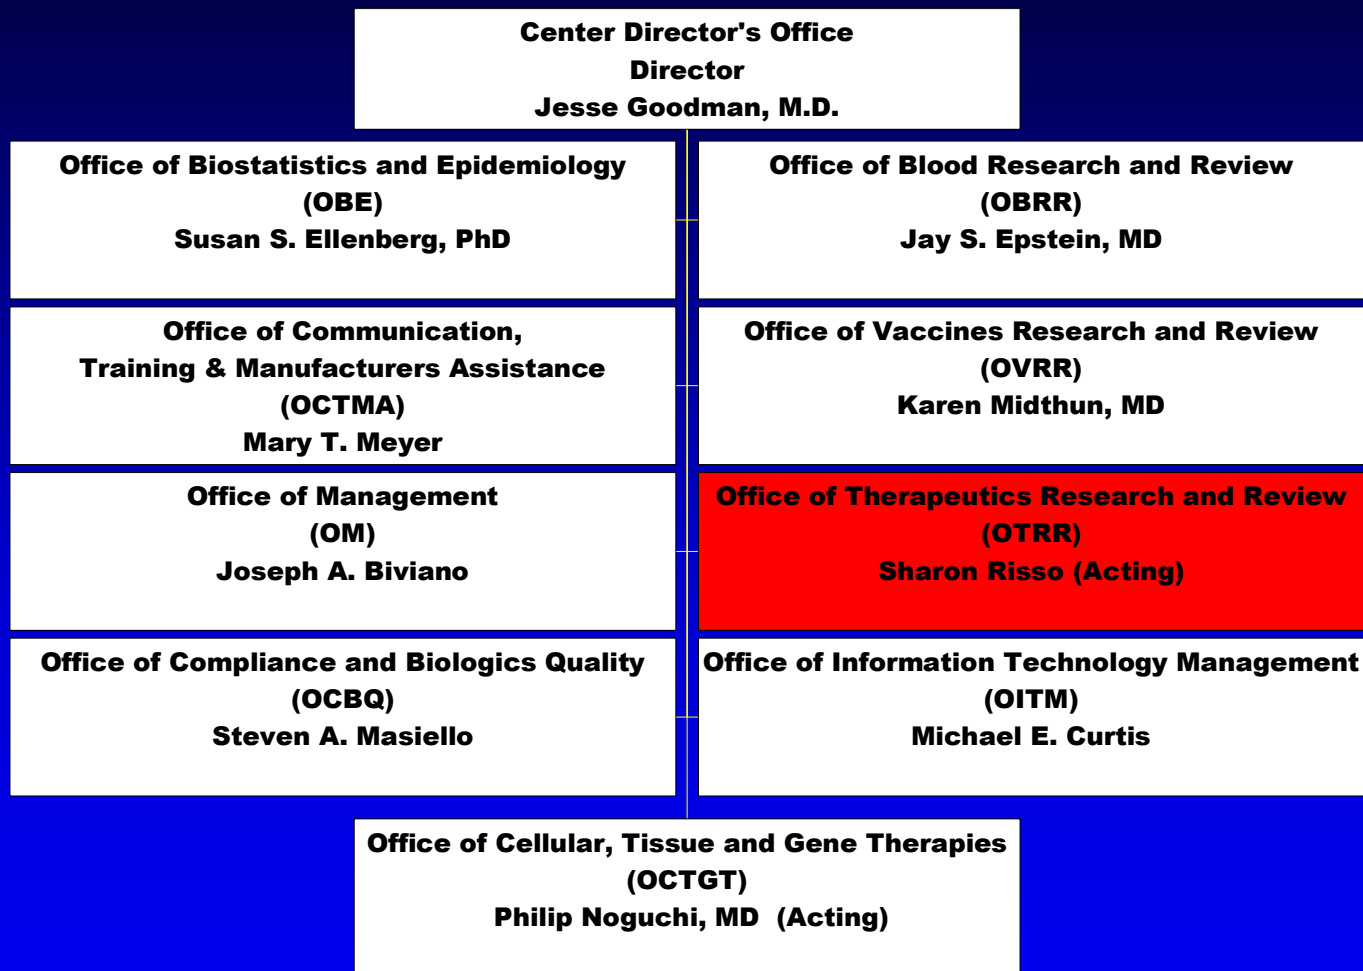 Center Director's Office
Director
Jesse Goodman, M.D.
Office of Biostatistics and Epidemiology
(OBE)
Susan S. Ellenberg, PhD
Office of Blood Research and Review
(OBRR)
Jay S. Epstein, MD
Office of Communication,
Training & Manufacturers Assistance
(OCTMA)
Mary T. Meyer
Office of Vaccines Research and Review
(OVRR)
Karen Midthun, MD
Office of Management
(OM)
Joseph A. Biviano
Office of Therapeutics Research and Review
(OTRR)
Sharon Risso (Acting)
Office of Compliance and Biologics Quality
(OCBQ)
Steven A. Masiello
Office of Information Technology Management
(OITM)
Michael E. Curtis
Office of Cellular, Tissue and Gene Therapies
(OCTGT)
Philip Noguchi, MD  (Acting)